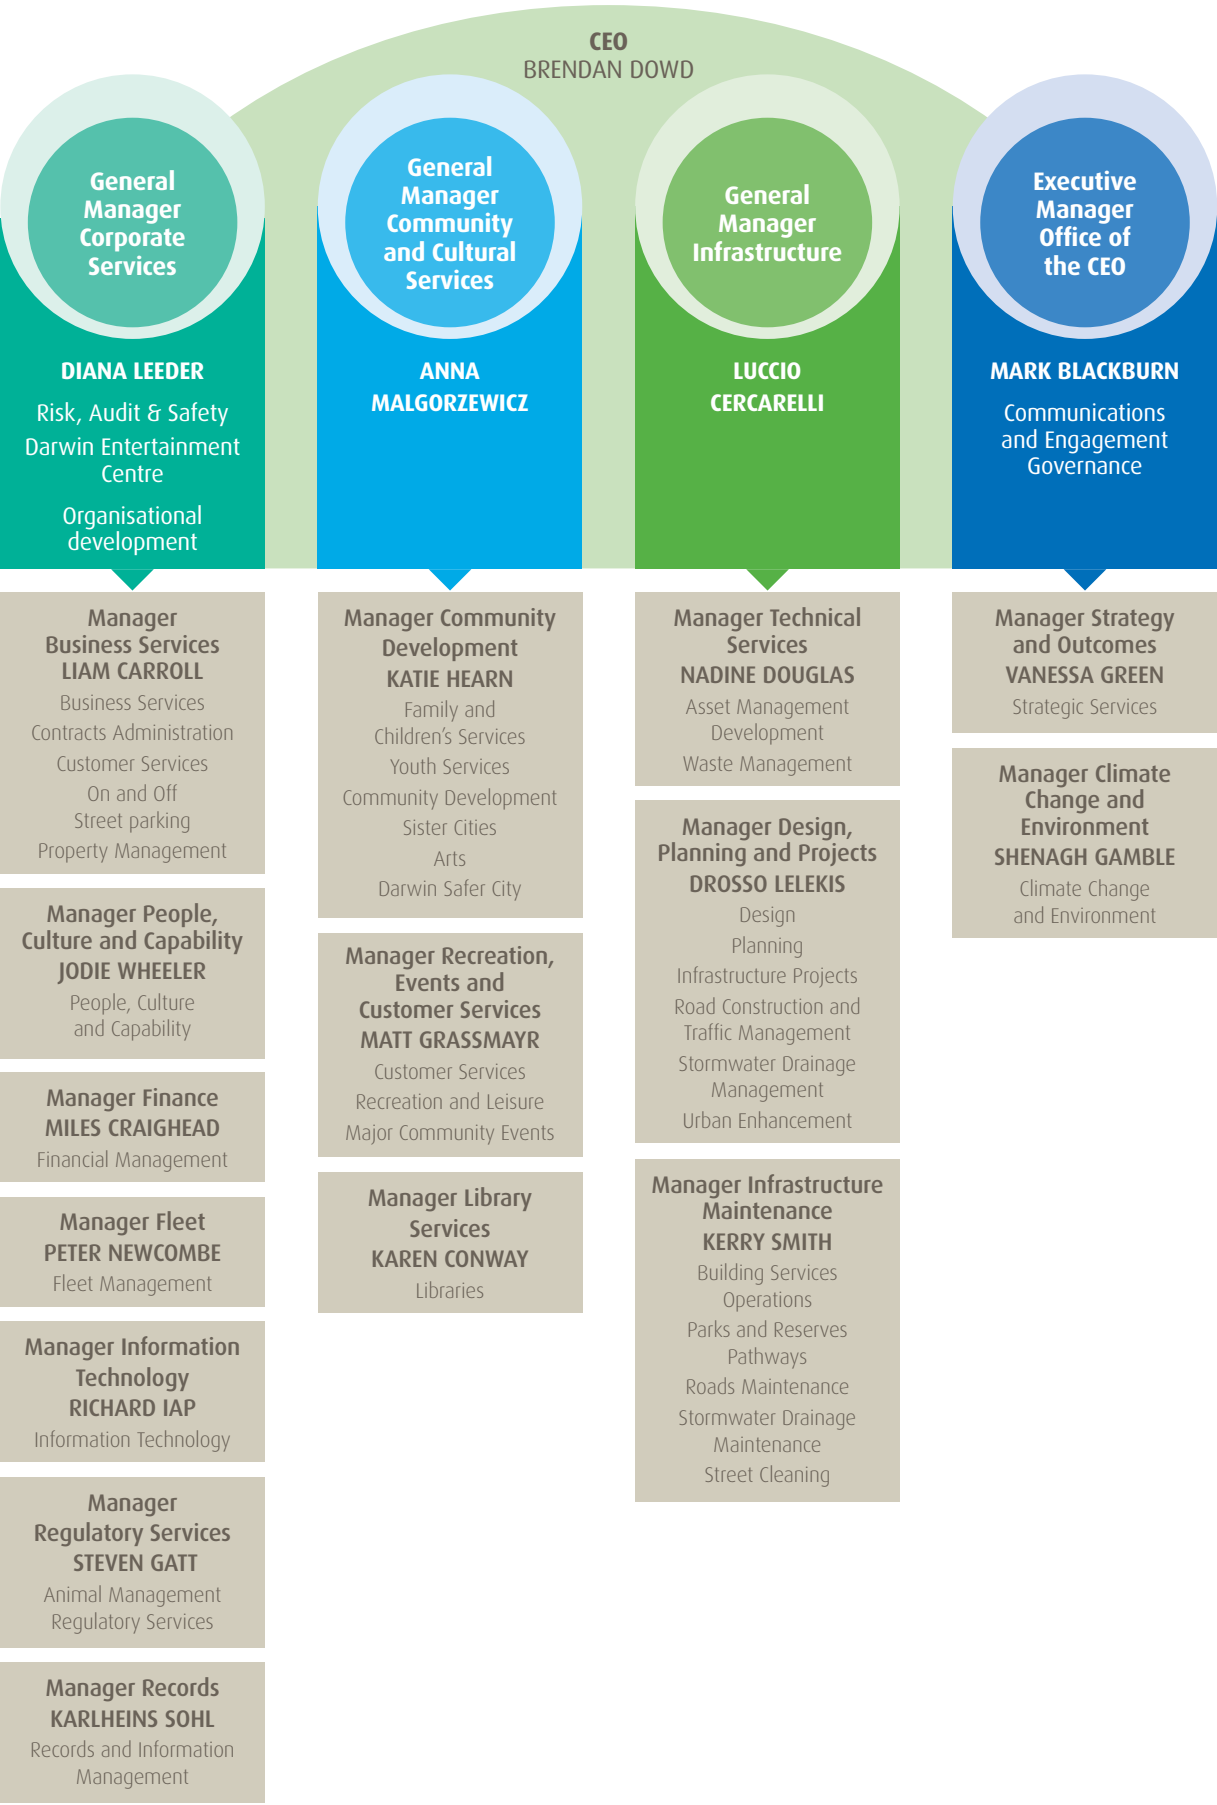 CEO
BRENDAN DOWD
General
Manager
Corporate
Services
DIANA LEEDER
Risk, Audit & Safety
Darwin Entertainment
Centre
Organisational
development
Manager
Business Services
LIAM CARROLL
Business Services
Contracts Administration
Customer Services
On and Off
Street parking
Property Management
Manager People,
Culture and Capability
JODIE WHEELER
People, Culture
and Capability
Manager Finance
MILES CRAIGHEAD
Financial Management
Manager Fleet
PETER NEWCOMBE
Fleet Management
Manager Information
Technology
RICHARD IAP
Information Technology
Manager
Regulatory Services
STEVEN GATT
Animal Management
Regulatory Services
Manager Records
KARLHEINS SOHL
Records and Information
Management
General
Manager
Community
and Cultural
Services
ANNA
MALGORZEWICZ
Manager Community
Development
KATIE HEARN
Family and
Children’s Services
Youth Services
Community Development
Sister Cities
Arts
Darwin Safer City
Manager Recreation,
Events and
Customer Services
MATT GRASSMAYR
Customer Services
Recreation and Leisure
Major Community Events
Manager Library
Services
KAREN CONWAY
Libraries
General
Manager
Infrastructure
LUCCIO
CERCARELLI
Manager Technical
Services
NADINE DOUGLAS
Asset Management
Development
Waste Management
Manager Design,
Planning and Projects
DROSSO LELEKIS
Design
Planning
Infrastructure Projects
Road Construction and
Traffic Management
Stormwater Drainage
Management
Urban Enhancement
Manager Infrastructure
Maintenance
KERRY SMITH
Building Services
Operations
Parks and Reserves
Pathways
Roads Maintenance
Stormwater Drainage
Maintenance
Street Cleaning
Executive
Manager
Office of
the CEO
MARK BLACKBURN
Communications
and Engagement
Governance
Manager Strategy
and Outcomes
VANESSA GREEN
Strategic Services
Manager Climate
Change and
Environment
SHENAGH GAMBLE
Climate Change
and Environment